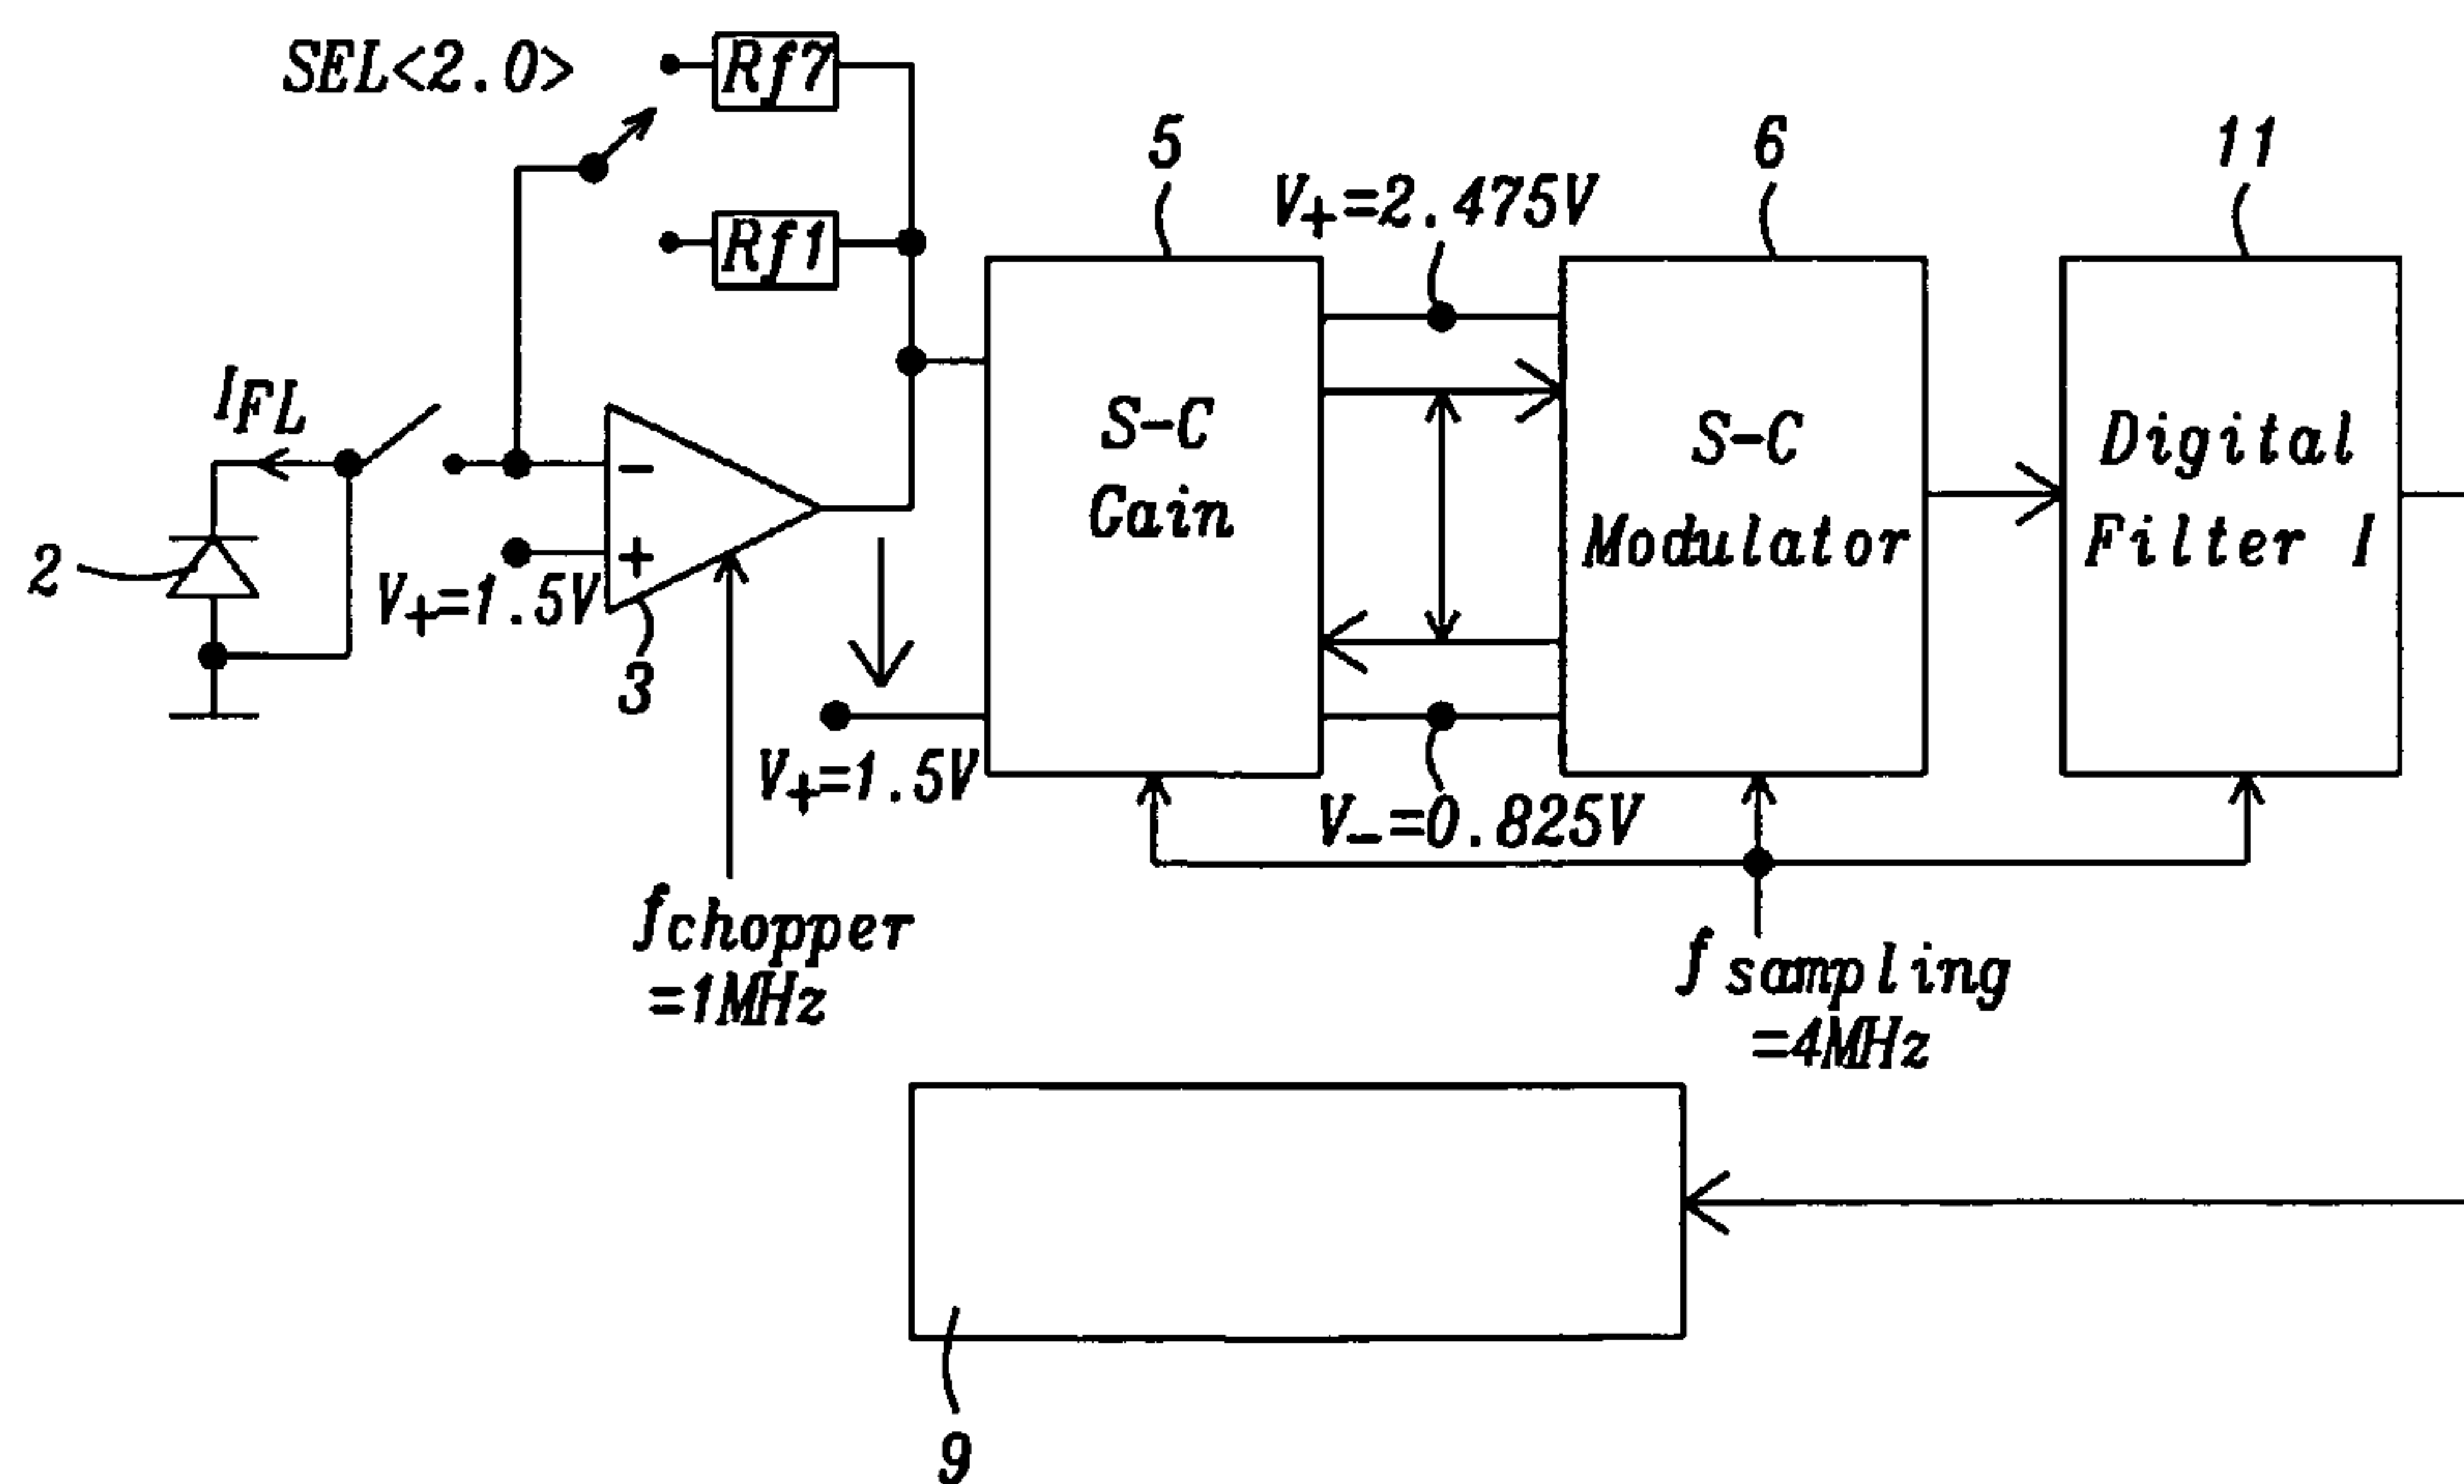 SEL<2.0>
Rf7
Rf1
5
6
11
V+=2.475V
IFL
S-C
Gain
S-C
Modulator
Digital
Filter I
-
+
2
V+=1.5V
3
V+=1.5V
V-=0.825V
fchopper
=1MHz
fsampling
=4MHz
9